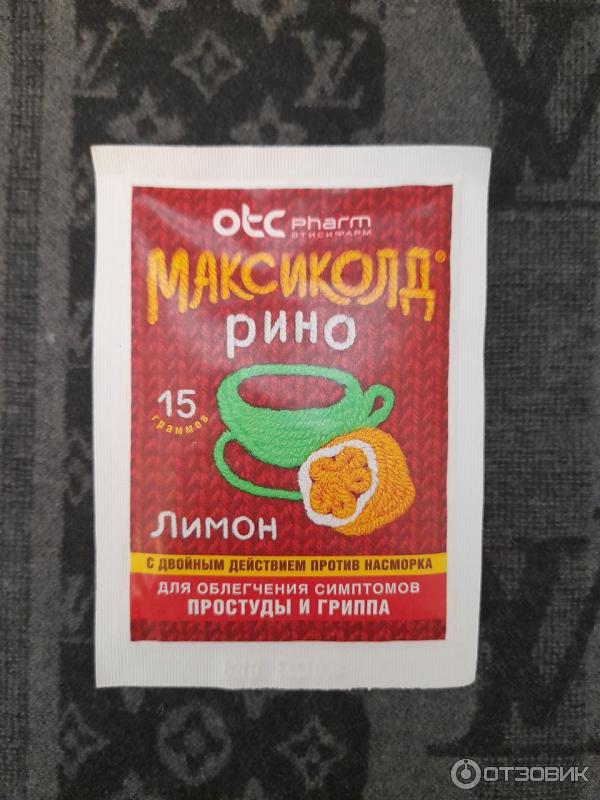 otc Pharm
ОТИСИФАРМ
МАКСИКОЛД®
рино
15
граммов
Лимон
С ДВОЙНЫМ ДЕЙСТВИЕМ ПРОТИВ НАСМОРКА
ДЛЯ ОБЛЕГЧЕНИЯ СИМПТОМОВ
ПРОСТУДЫ И ГРИППА
ОТЗОВИК